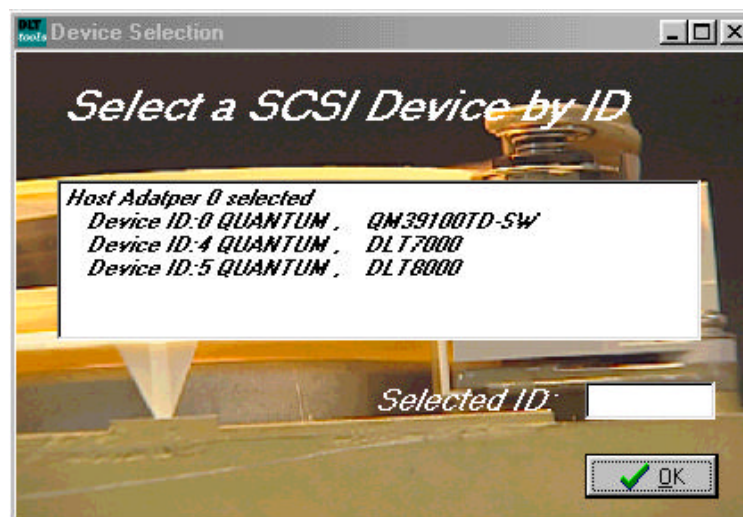 DLT
tools Device Selection
Select a SCSI Device by ID
Host Adatper 0 selected
Device ID:0 QUANTUM , QM39100TD-SW
Device ID:4 QUANTUM , DLT7000
Device ID:5 QUANTUM , DLT8000
Selected ID:
OK